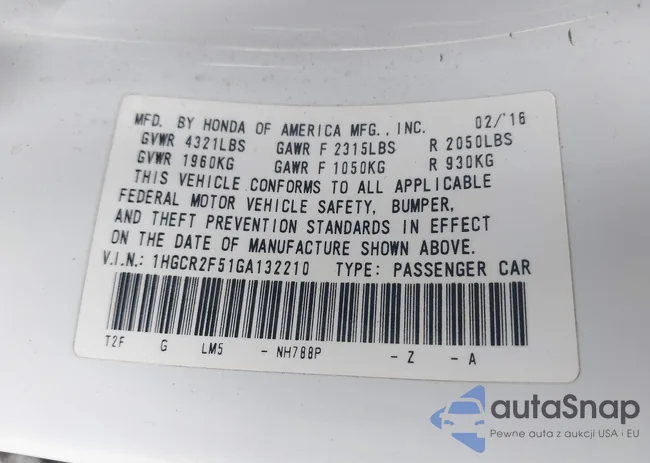 MFD. BY HONDA OF AMERICA MFG., INC. 02/'16
GVWR 4321LBS GAWR F 2315LBS R 2050LBS
GVWR 1960KG GAWR F 1050KG R 930KG
THIS VEHICLE CONFORMS TO ALL APPLICABLE
FEDERAL MOTOR VEHICLE SAFETY, BUMPER,
AND THEFT PREVENTION STANDARDS IN EFFECT
ON THE DATE OF MANUFACTURE SHOWN ABOVE.
V.I.N.: 1HGCR2F51GA132210 TYPE: PASSENGER CAR
T2F G LM5 - NH788P - Z - A
autaSnap
Pewne auta z aukcji USA i EU